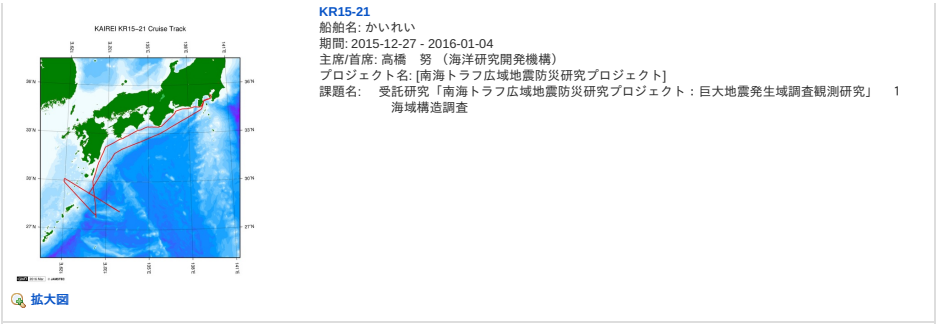 KR15-21
船舶名: かいれい
期間: 2015-12-27 - 2016-01-04
主席/首席: 高橋　努 （海洋研究開発機構）
プロジェクト名: [南海トラフ広域地震防災研究プロジェクト]
課題名:　受託研究「南海トラフ広域地震防災研究プロジェクト：巨大地震発生域調査観測研究」　1
海域構造調査
KAIREI KR15−21 Cruise Track
36˚N
36˚N
33˚N
33˚N
30˚N
30˚N
27˚N
27˚N
拡大図